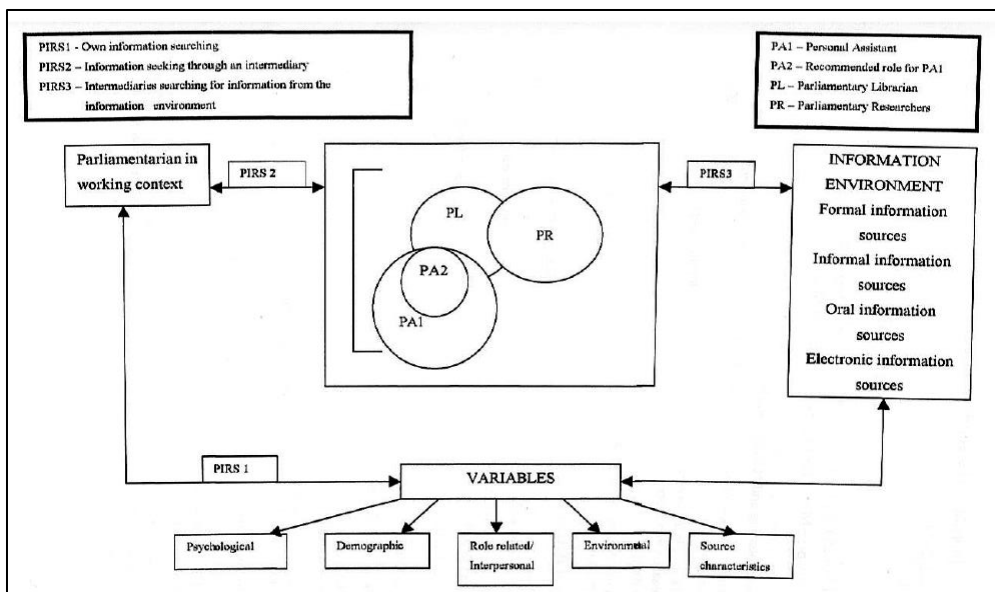 PIRS1 - Own information searching
PIRS2 – Information seeking through an intermediary
PIRS3 – Intermediaries searching for information from the
information environment
PA1 – Personal Assistant
PA2 – Recommended role for PA1
PL – Parliamentary Librarian
PR – Parliamentary Researchers
Parliamentarian in
working context
PIRS 2
PL
PR
PA2
PA1
PIRS3
INFORMATION
ENVIRONMENT
Formal information
sources
Informal information
sources
Oral information
sources
Electronic information
sources
PIRS 1
VARIABLES
Psychological
Demographic
Role related/
Interpersonal
Environmental
Source
characteristics